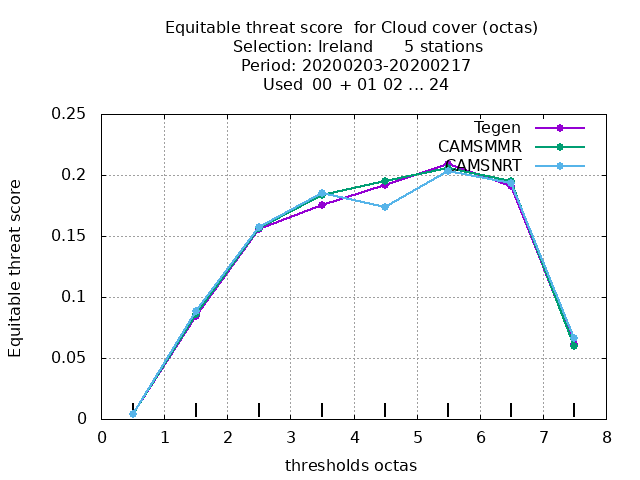 Equitable threat score  for Cloud cover (octas)
Selection: Ireland      5 stations
Period: 20200203-20200217
Used  00  + 01 02 ... 24
0.25
Tegen
CAMSMMR
CAMSNRT
0.2
0.15
0.1
0.05
0
Equitable threat score
0 1 2 3 4 5 6 7 8
thresholds octas